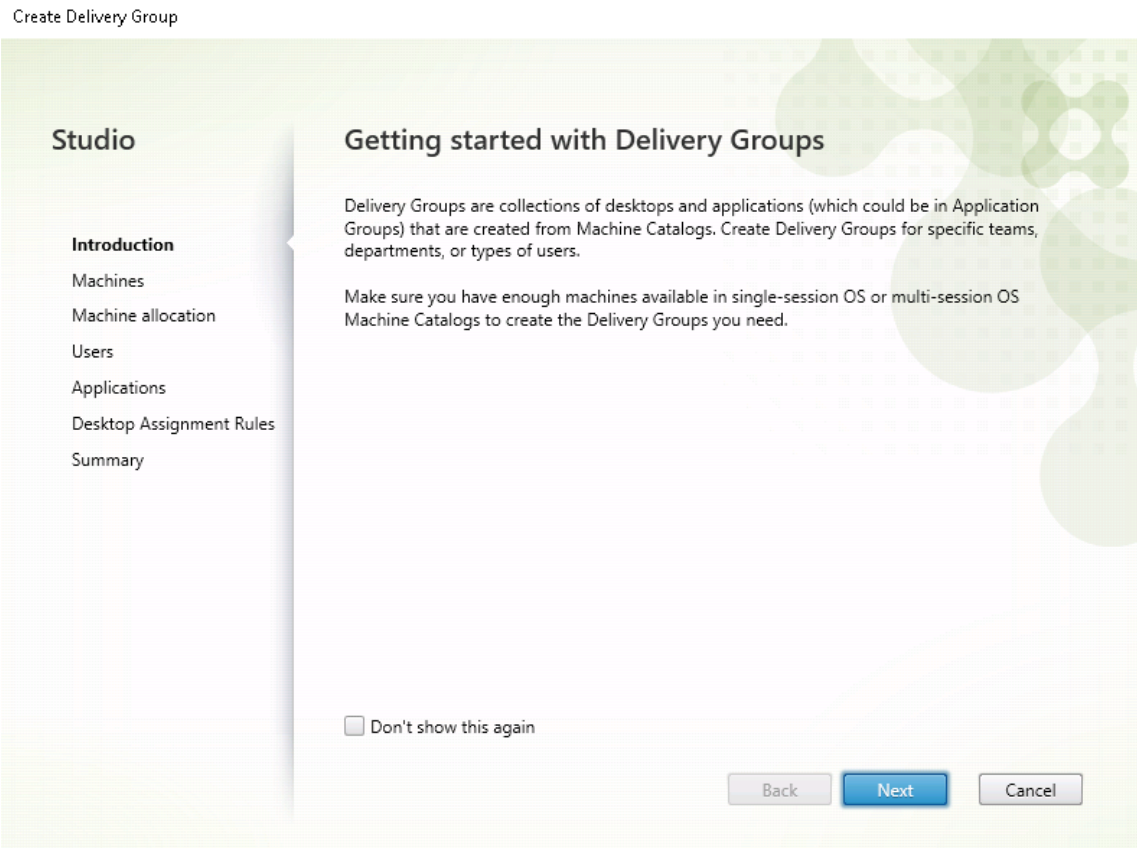 Create Delivery Group
Studio
Introduction
Machines
Machine allocation
Users
Applications
Desktop Assignment Rules
Summary
Getting started with Delivery Groups
Delivery Groups are collections of desktops and applications (which could be in Application
Groups) that are created from Machine Catalogs. Create Delivery Groups for specific teams,
departments, or types of users.
Make sure you have enough machines available in single-session OS or multi-session OS
Machine Catalogs to create the Delivery Groups you need.
Don't show this again
Back
Next
Cancel